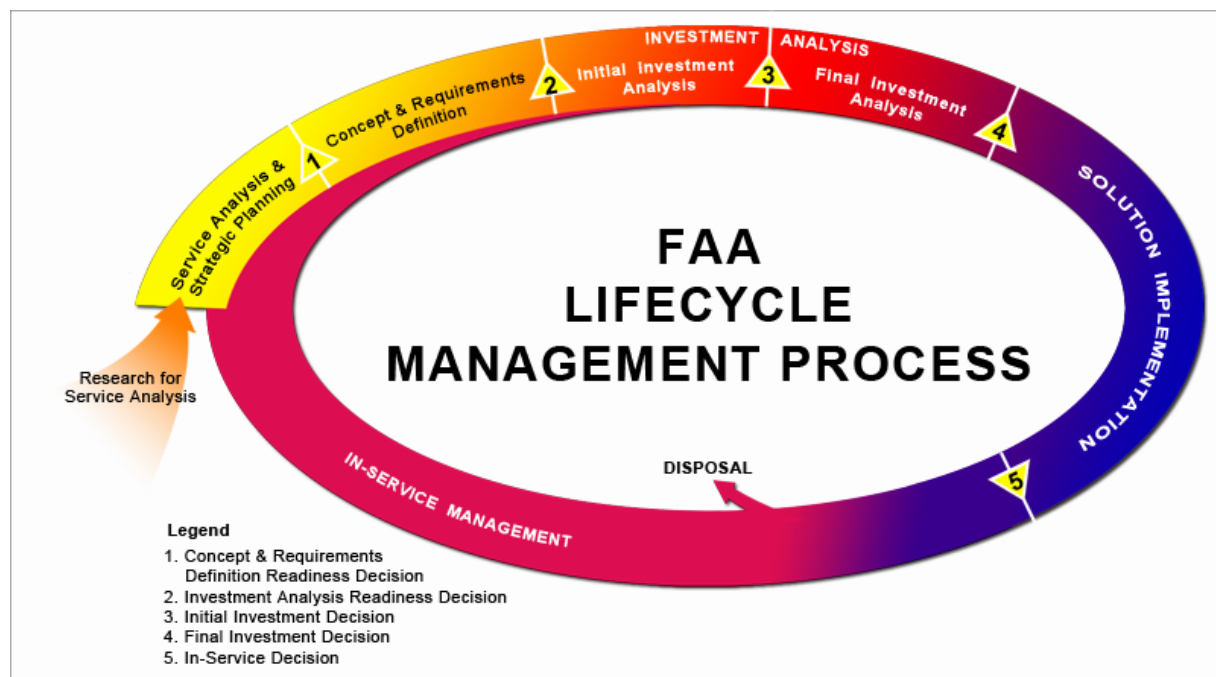 INVESTMENT ANALYSIS
Initial Investment
Analysis
Final Investment
Analysis
Concept & Requirements
Definition
Service Analysis &
Strategic Planning
1
2
3
4
5
SOLUTION IMPLEMENTATION
FAA
LIFECYCLE
MANAGEMENT PROCESS
Research for
Service Analysis
DISPOSAL
IN-SERVICE MANAGEMENT
Legend
1. Concept & Requirements
Definition Readiness Decision
2. Investment Analysis Readiness Decision
3. Initial Investment Decision
4. Final Investment Decision
5. In-Service Decision